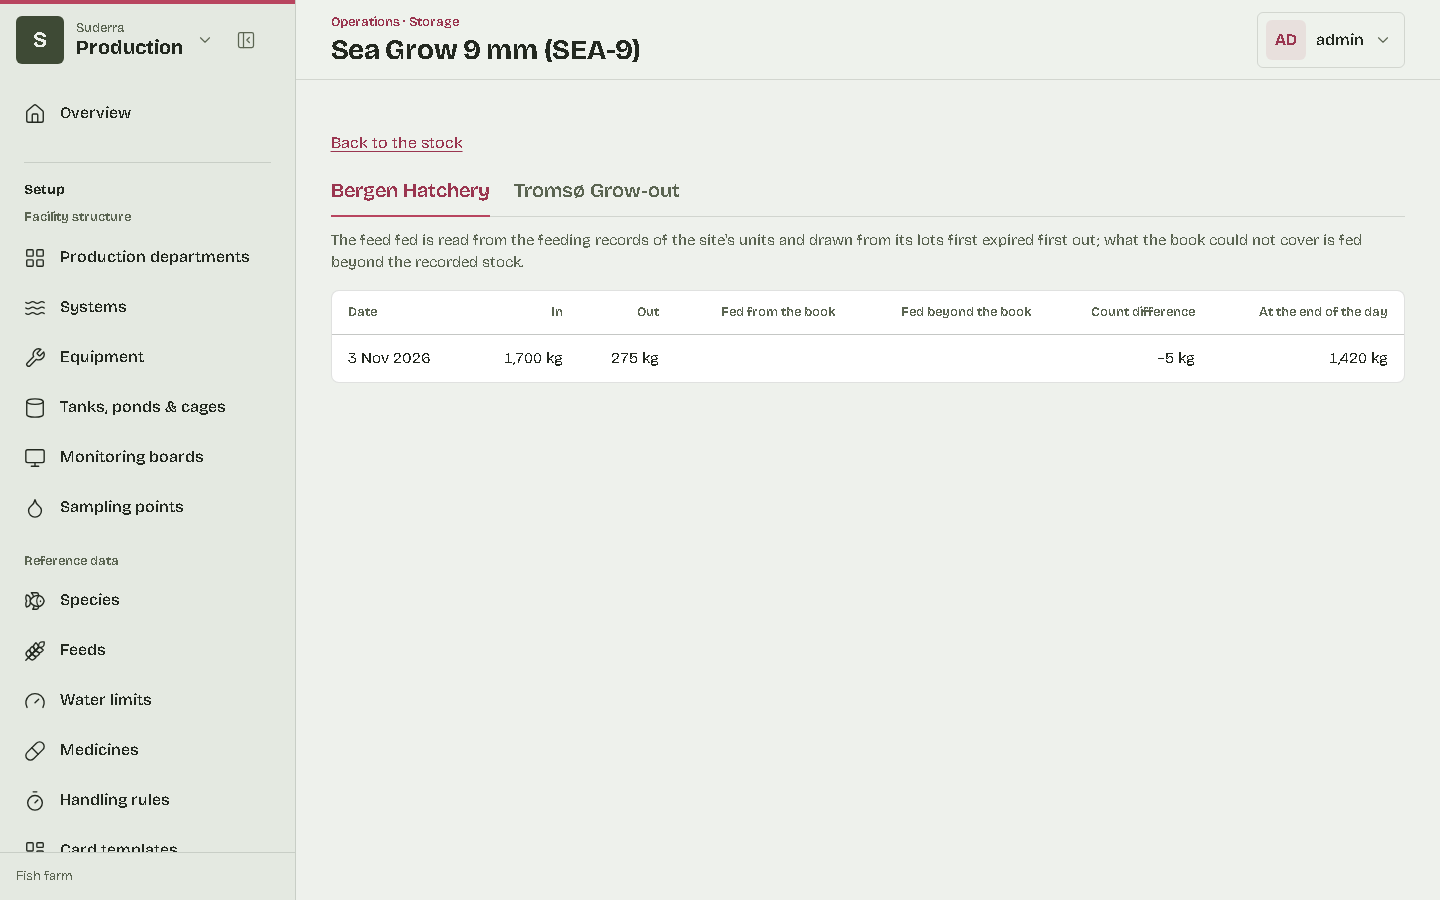 S
Suderra
Production
Overview
Setup
Facility structure
Production departments
Systems
Equipment
Tanks, ponds & cages
Monitoring boards
Sampling points
Reference data
Species
Feeds
Water limits
Medicines
Handling rules
Card templates
Fish farm
Operations · Storage
Sea Grow 9 mm (SEA-9)
AD admin
Back to the stock
Bergen Hatchery Tromsø Grow-out
The feed fed is read from the feeding records of the site's units and drawn from its lots first expired first out; what the book could not cover is fed
beyond the recorded stock.
Date In Out Fed from the book Fed beyond the book Count difference At the end of the day
3 Nov 2026 1,700 kg 275 kg −5 kg 1,420 kg